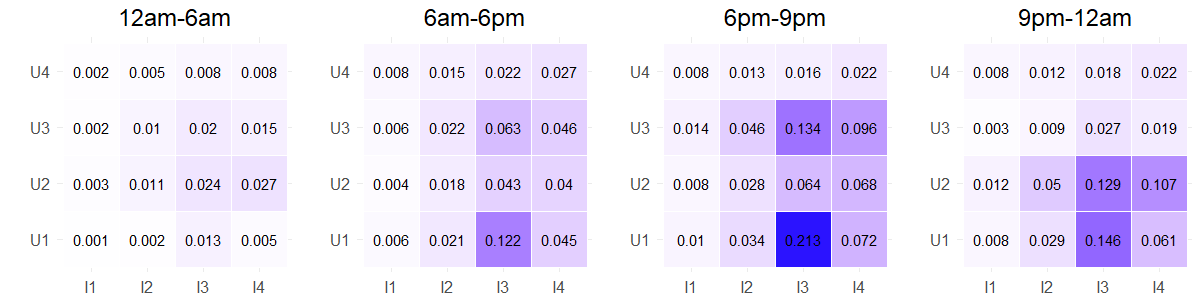 12am-6am 6am-6pm 6pm-9pm 9pm-12am
U4 0.002 0.005 0.008 0.008 U4 0.008 0.015 0.022 0.027 U4 0.008 0.013 0.016 0.022 U4 0.008 0.012 0.018 0.022
U3 0.002 0.01 0.02 0.015 U3 0.006 0.022 0.063 0.046 U3 0.014 0.046 0.134 0.096 U3 0.003 0.009 0.027 0.019
U2 0.003 0.011 0.024 0.027 U2 0.004 0.018 0.043 0.04 U2 0.008 0.028 0.064 0.068 U2 0.012 0.05 0.129 0.107
U1 0.001 0.002 0.013 0.005 U1 0.006 0.021 0.122 0.045 U1 0.01 0.034 0.213 0.072 U1 0.008 0.029 0.146 0.061
I1 I2 I3 I4 I1 I2 I3 I4 I1 I2 I3 I4 I1 I2 I3 I4